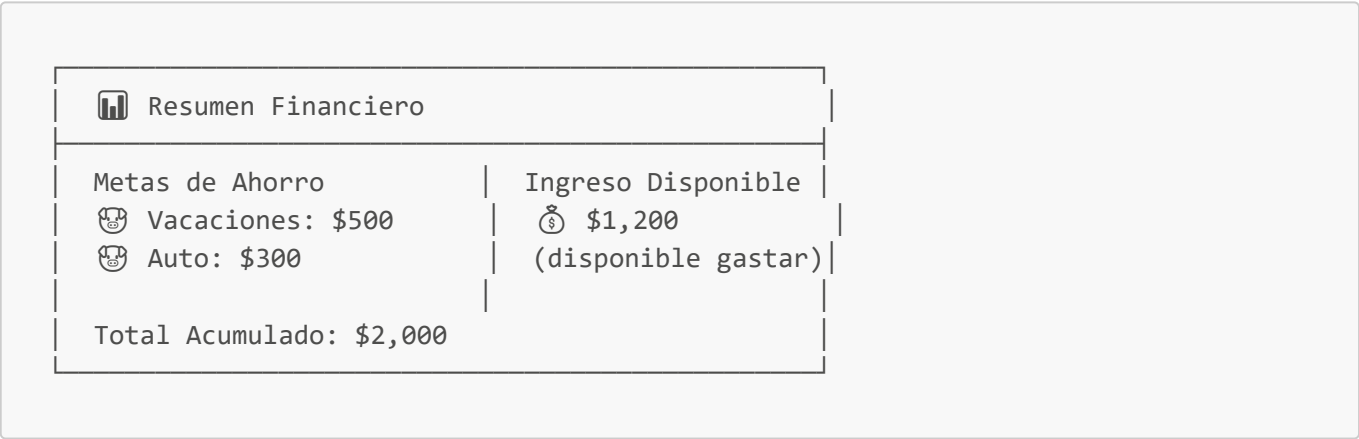 📊 Resumen Financiero
Metas de Ahorro │ Ingreso Disponible
🐷 Vacaciones: $500 │ 💰 $1,200
🐷 Auto: $300 │ (disponible gastar)
Total Acumulado: $2,000